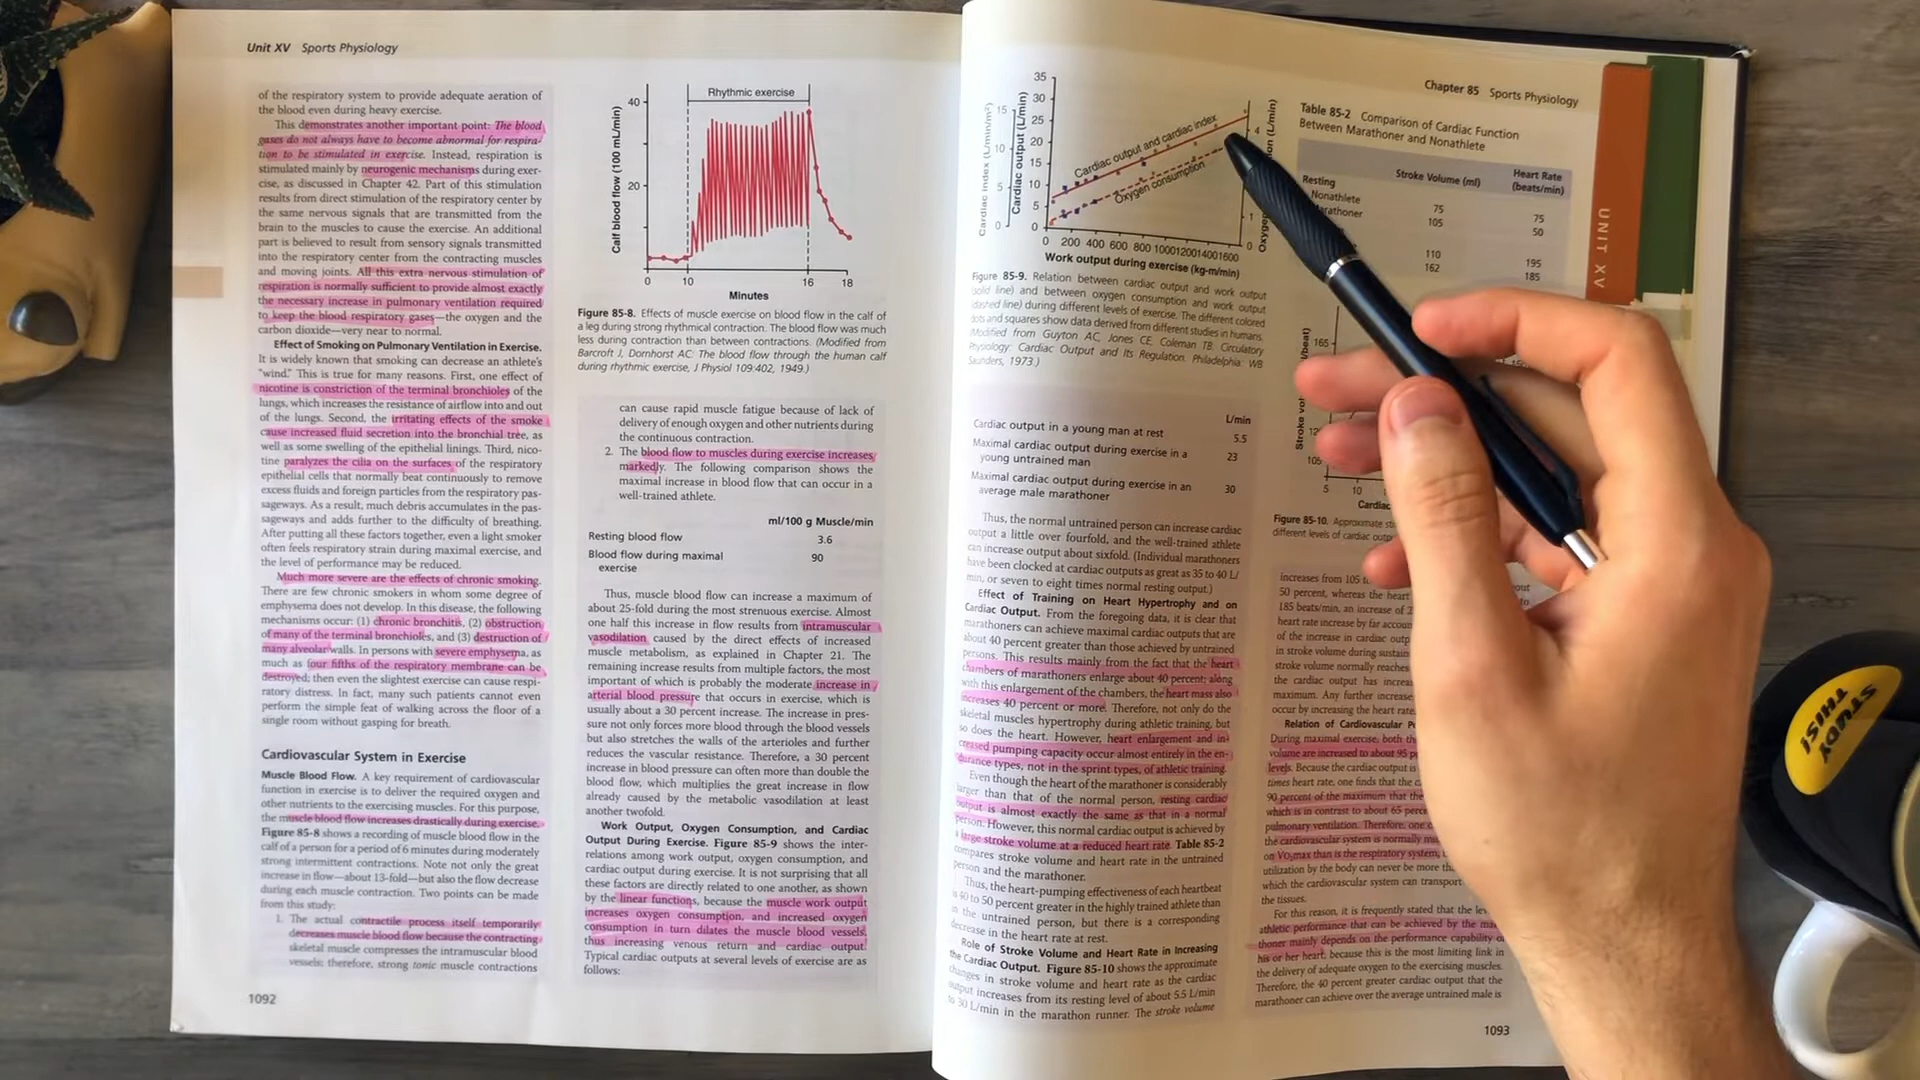 Unit XV Sports Physiology
of the respiratory system to provide adequate aeration of
the blood even during heavy exercise.
This demonstrates another important point: The blood
gases do not always have to become abnormal for respira-
tion to be stimulated in exercise. Instead, respiration is
stimulated mainly by neurogenic mechanisms during exer-
cise, as discussed in Chapter 42. Part of this stimulation
results from direct stimulation of the respiratory center by
the same nervous signals that are transmitted from the
brain to the muscles to cause the exercise. An additional
part is believed to result from sensory signals transmitted
into the respiratory center from the contracting muscles
and moving joints. All this extra nervous stimulation of
respiration is normally sufficient to provide almost exactly
the necessary increase in pulmonary ventilation required
to keep the blood respiratory gases—the oxygen and the
carbon dioxide—very near to normal.
Effect of Smoking on Pulmonary Ventilation in Exercise.
It is widely known that smoking can decrease an athlete's
"wind." This is true for many reasons. First, one effect of
nicotine is constriction of the terminal bronchioles of the
lungs, which increases the resistance of airflow into and out
of the lungs. Second, the irritating effects of the smoke
cause increased fluid secretion into the bronchial tree, as
well as some swelling of the epithelial linings. Third, nico-
tine paralyzes the cilia on the surfaces of the respiratory
epithelial cells that normally beat continuously to remove
excess fluids and foreign particles from the respiratory pas-
sageways. As a result, much debris accumulates in the pas-
sageways and adds further to the difficulty of breathing.
After putting all these factors together, even a light smoker
often feels respiratory strain during maximal exercise, and
the level of performance may be reduced.
Much more severe are the effects of chronic smoking.
There are few chronic smokers in whom some degree of
emphysema does not develop. In this disease, the following
mechanisms occur: (1) chronic bronchitis, (2) obstruction
of many of the terminal bronchioles, and (3) destruction of
many alveolar walls. In persons with severe emphysema, as
much as four fifths of the respiratory membrane can be
destroyed; then even the slightest exercise can cause respi-
ratory distress. In fact, many such patients cannot even
perform the simple feat of walking across the floor of a
single room without gasping for breath.
Cardiovascular System in Exercise
Muscle Blood Flow. A key requirement of cardiovascular
function in exercise is to deliver the required oxygen and
other nutrients to the exercising muscles. For this purpose,
the muscle blood flow increases drastically during exercise.
Figure 85-8 shows a recording of muscle blood flow in the
calf of a person for a period of 6 minutes during moderately
strong intermittent contractions. Note not only the great
increase in flow—about 13-fold—but also the flow decrease
during each muscle contraction. Two points can be made
from this study:
1. The actual contractile process itself temporarily
decreases muscle blood flow because the contracting
skeletal muscle compresses the intramuscular blood
vessels; therefore, strong tonic muscle contractions
1092
Rhythmic exercise
Calf blood flow (100 mL/min)
40
20
0 10 16 18
Minutes
Figure 85-8. Effects of muscle exercise on blood flow in the calf of
a leg during strong rhythmical contraction. The blood flow was much
less during contraction than between contractions. (Modified from
Barcroft J, Dornhorst AC: The blood flow through the human calf
during rhythmic exercise, J Physiol 109:402, 1949.)
can cause rapid muscle fatigue because of lack of
delivery of enough oxygen and other nutrients during
the continuous contraction.
2. The blood flow to muscles during exercise increases
markedly. The following comparison shows the
maximal increase in blood flow that can occur in a
well-trained athlete.
ml/100 g Muscle/min
Resting blood flow 3.6
Blood flow during maximal 90
exercise
Thus, muscle blood flow can increase a maximum of
about 25-fold during the most strenuous exercise. Almost
one half this increase in flow results from intramuscular
vasodilation caused by the direct effects of increased
muscle metabolism, as explained in Chapter 21. The
remaining increase results from multiple factors, the most
important of which is probably the moderate increase in
arterial blood pressure that occurs in exercise, which is
usually about a 30 percent increase. The increase in pres-
sure not only forces more blood through the blood vessels
but also stretches the walls of the arterioles and further
reduces the vascular resistance. Therefore, a 30 percent
increase in blood pressure can often more than double the
blood flow, which multiplies the great increase in flow
already caused by the metabolic vasodilation at least
another twofold.
Work Output, Oxygen Consumption, and Cardiac
Output During Exercise. Figure 85-9 shows the inter-
relations among work output, oxygen consumption, and
cardiac output during exercise. It is not surprising that all
these factors are directly related to one another, as shown
by the linear functions, because the muscle work output
increases oxygen consumption, and increased oxygen
consumption in turn dilates the muscle blood vessels,
thus increasing venous return and cardiac output.
Typical cardiac outputs at several levels of exercise are as
follows:
Chapter 85 Sports Physiology
Cardiac index (L/min/m²)
15
10
5
0
Cardiac output (L/min)
35
30
25
20
15
10
5
0
Cardiac output and cardiac index
Oxygen consumption
4
1
0
0 200 400 600 800 1000120014001600
Work output during exercise (kg-m/min)
Figure 85-9. Relation between cardiac output and work output
(solid line) and between oxygen consumption and work output
(dashed line) during different levels of exercise. The different colored
dots and squares show data derived from different studies in humans.
(Modified from Guyton AC, Jones CE, Coleman TB: Circulatory
Physiology: Cardiac Output and Its Regulation. Philadelphia: WB
Saunders, 1973.)
L/min
Cardiac output in a young man at rest 5.5
Maximal cardiac output during exercise in a 23
young untrained man
Maximal cardiac output during exercise in an 30
average male marathoner
Thus, the normal untrained person can increase cardiac
output a little over fourfold, and the well-trained athlete
can increase output about sixfold. (Individual marathoners
have been clocked at cardiac outputs as great as 35 to 40 L/
min, or seven to eight times normal resting output.)
Effect of Training on Heart Hypertrophy and on
Cardiac Output. From the foregoing data, it is clear that
marathoners can achieve maximal cardiac outputs that are
about 40 percent greater than those achieved by untrained
persons. This results mainly from the fact that the heart
chambers of marathoners enlarge about 40 percent; along
with this enlargement of the chambers, the heart mass also
increases 40 percent or more. Therefore, not only do the
skeletal muscles hypertrophy during athletic training, but
so does the heart. However, heart enlargement and in-
creased pumping capacity occur almost entirely in the en-
durance types, not in the sprint types, of athletic training.
Even though the heart of the marathoner is considerably
larger than that of the normal person, resting cardiac
output is almost exactly the same as that in a normal
person. However, this normal cardiac output is achieved by
a large stroke volume at a reduced heart rate. Table 85-2
compares stroke volume and heart rate in the untrained
person and the marathoner.
Thus, the heart-pumping effectiveness of each heartbeat
is 40 to 50 percent greater in the highly trained athlete than
in the untrained person, but there is a corresponding
decrease in the heart rate at rest.
Role of Stroke Volume and Heart Rate in Increasing
the Cardiac Output. Figure 85-10 shows the approximate
changes in stroke volume and heart rate as the cardiac
output increases from its resting level of about 5.5 L/min
to 30 L/min in the marathon runner. The stroke volume
Table 85-2 Comparison of Cardiac Function
Between Marathoner and Nonathlete
Stroke Volume (ml) Heart Rate
(beats/min)
Resting
Nonathlete 75 75
105 50
110 195
162 185
165
105
5 10
Figure 85-10. Approximate
different levels of cardiac
increases from 105
50 percent, whereas the heart
185 beats/min, an increase of
heart rate increase by far
of the increase in cardiac
in stroke volume during
stroke volume normally reaches
the cardiac output has
maximum. Any further increase
occur by increasing the heart
Relation of Cardiovascular
During maximal exercise, both
volume are increased to about 95
levels. Because the cardiac output is
times heart rate, one finds that the
90 percent of the maximum that the
which is in contrast to about 65
pulmonary ventilation. Therefore, one
the cardiovascular system is normally
on VO₂max than is the respiratory system,
utilization by the body can never be more
which the cardiovascular system can transport
the tissues.
For this reason, it is frequently stated that the
athletic performance that can be achieved by the
thoner mainly depends on the performance capability
his or her heart, because this is the most limiting link in
the delivery of adequate oxygen to the exercising muscles.
Therefore, the 40 percent greater cardiac output that the
marathoner can achieve over the average untrained male is
1093
UNIT XV
STUDY
THIS!